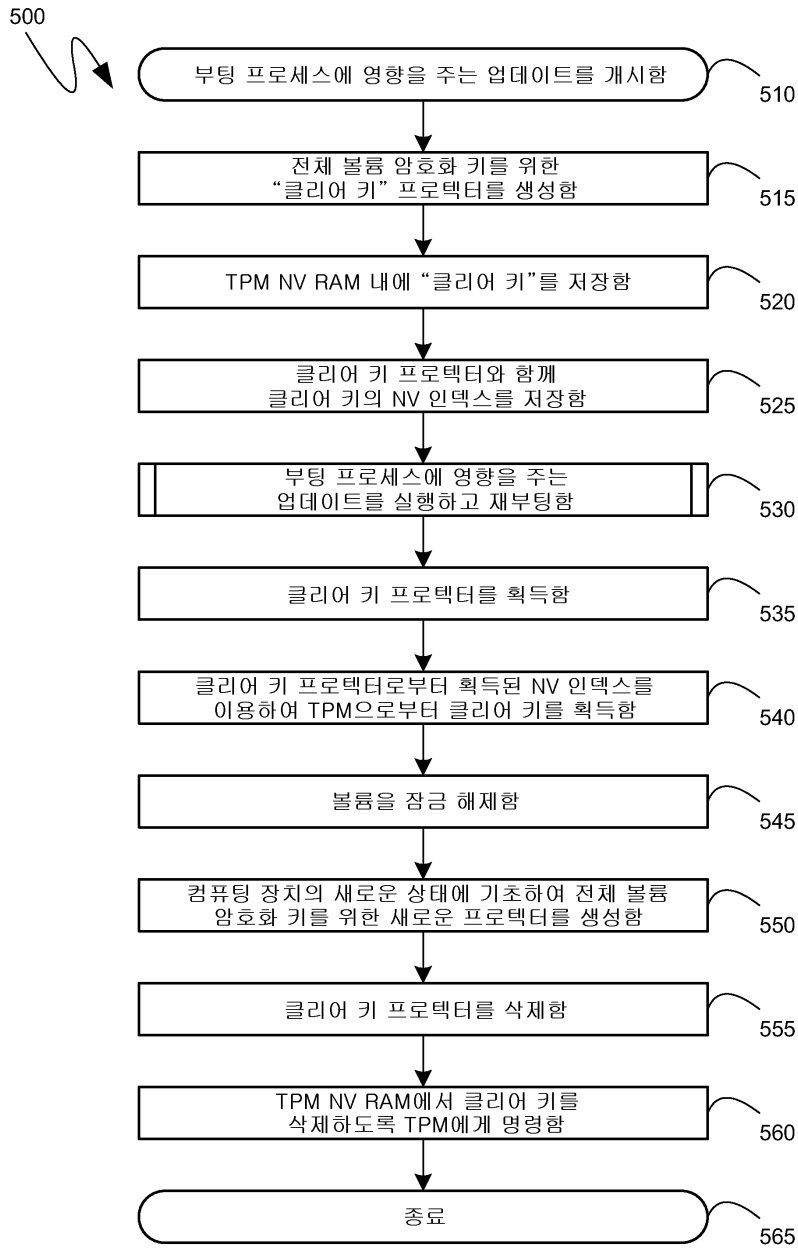 500
부팅 프로세스에 영향을 주는 업데이트를 개시함
510
전체 볼륨 암호화 키를 위한
“클리어 키” 프로텍터를 생성함
515
TPM NV RAM 내에 “클리어 키”를 저장함
520
클리어 키 프로텍터와 함께
클리어 키의 NV 인덱스를 저장함
525
부팅 프로세스에 영향을 주는
업데이트를 실행하고 재부팅함
530
클리어 키 프로텍터를 획득함
535
클리어 키 프로텍터로부터 획득된 NV 인덱스를
이용하여 TPM으로부터 클리어 키를 획득함
540
볼륨을 잠금 해제함
545
컴퓨팅 장치의 새로운 상태에 기초하여 전체 볼륨
암호화 키를 위한 새로운 프로텍터를 생성함
550
클리어 키 프로텍터를 삭제함
555
TPM NV RAM에서 클리어 키를
삭제하도록 TPM에게 명령함
560
종료
565